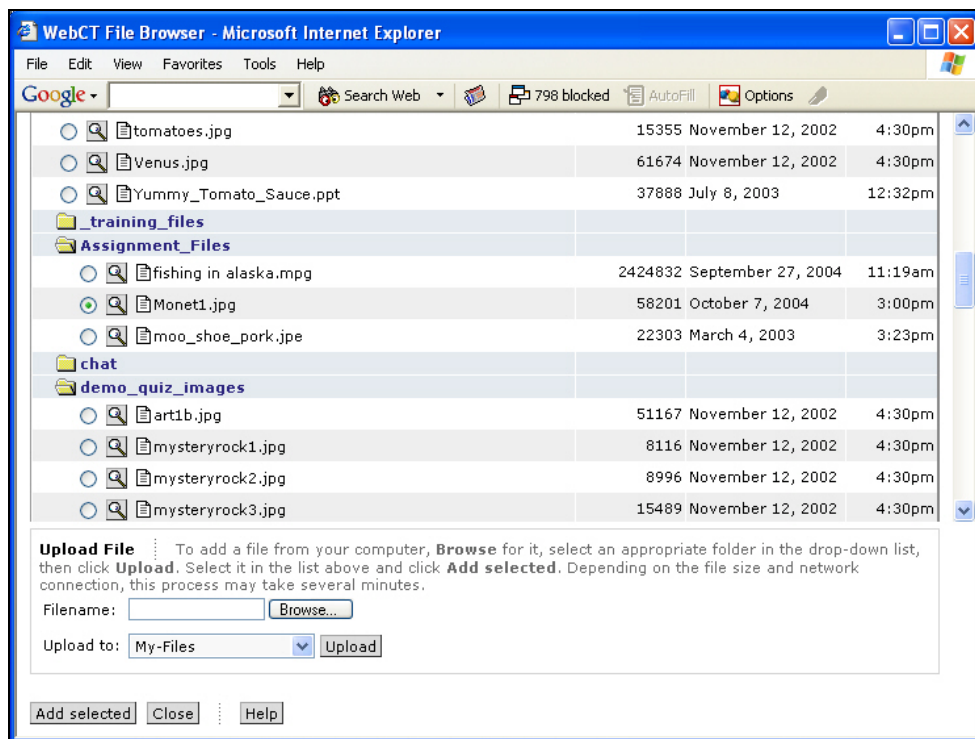 WebCT File Browser - Microsoft Internet Explorer
File Edit View Favorites Tools Help
Google Search Web 798 blocked AutoFill Options
tomatoes.jpg 15355 November 12, 2002 4:30pm
Venus.jpg 61674 November 12, 2002 4:30pm
Yummy_Tomato_Sauce.ppt 37888 July 8, 2003 12:32pm
_training_files
Assignment_Files
fishing in alaska.mpg 2424832 September 27, 2004 11:19am
Monet1.jpg 58201 October 7, 2004 3:00pm
moo_shoe_pork.jpe 22303 March 4, 2003 3:23pm
chat
demo_quiz_images
art1b.jpg 51167 November 12, 2002 4:30pm
mysteryrock1.jpg 8116 November 12, 2002 4:30pm
mysteryrock2.jpg 8996 November 12, 2002 4:30pm
mysteryrock3.jpg 15489 November 12, 2002 4:30pm
Upload File To add a file from your computer, Browse for it, select an appropriate folder in the drop-down list,
then click Upload. Select it in the list above and click Add selected. Depending on the file size and network
connection, this process may take several minutes.
Filename: Browse...
Upload to: My-Files Upload
Add selected Close Help